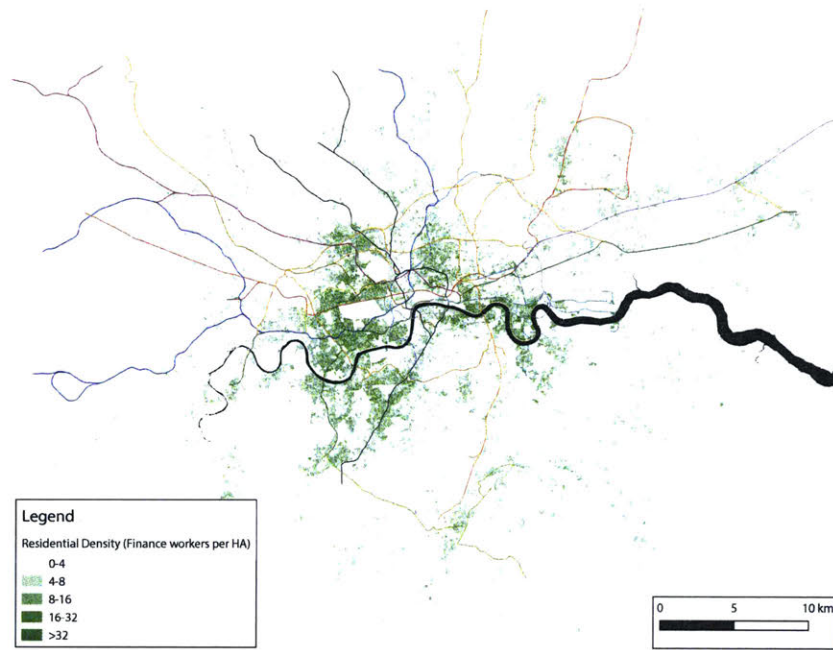 Legend
Residential Density (Finance workers per HA)
0-4
4-8
8-16
16-32
>32
0 5 10 km